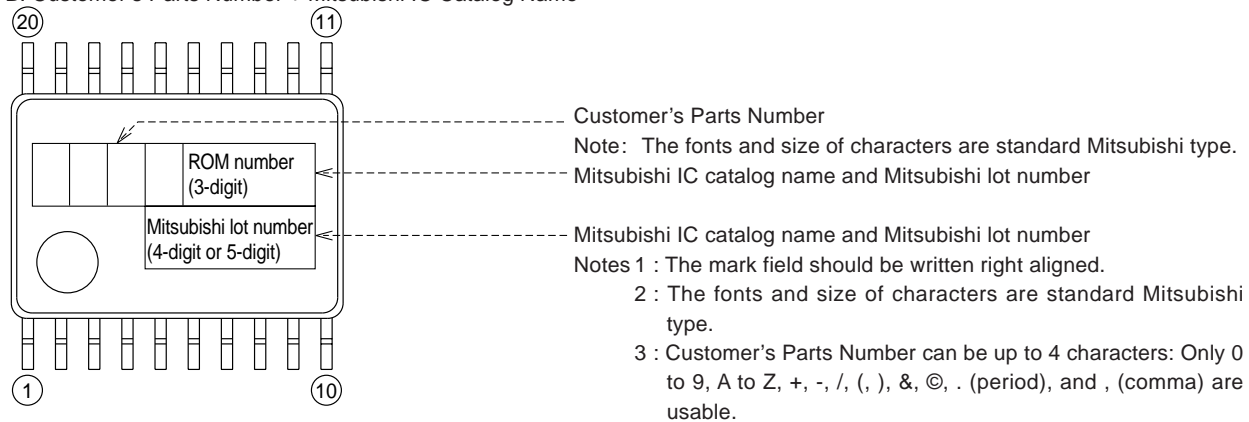 B. Customer's Parts Number + Mitsubishi IC Catalog Name
20
11
Customer's Parts Number
Note: The fonts and size of characters are standard Mitsubishi type.
ROM number
(3-digit)
Mitsubishi IC catalog name and Mitsubishi lot number
Mitsubishi lot number
(4-digit or 5-digit)
Mitsubishi IC catalog name and Mitsubishi lot number
Notes 1 : The mark field should be written right aligned.
2 : The fonts and size of characters are standard Mitsubishi
type.
3 : Customer's Parts Number can be up to 4 characters: Only 0
to 9, A to Z, +, -, /, (, ), &, ©, . (period), and , (comma) are
usable.
1
10